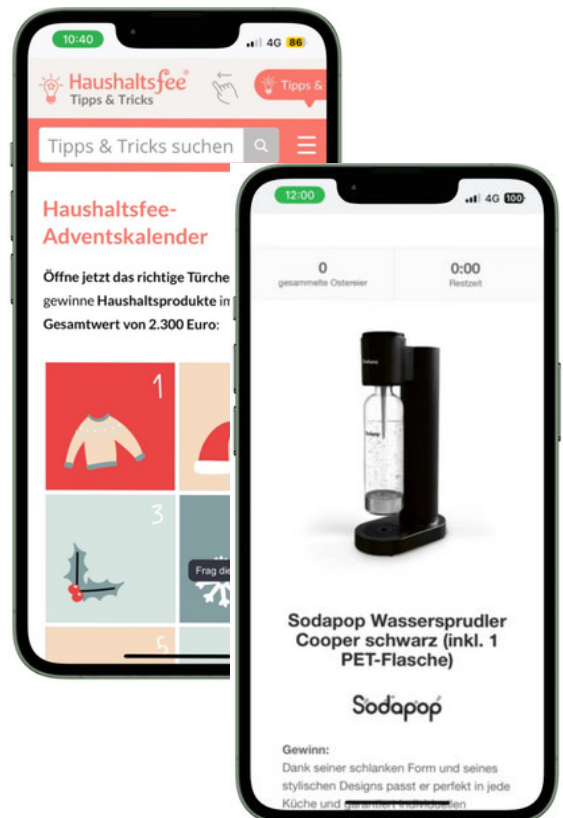 10:40
4G 86
Haushaltsfee®
Tipps & Tricks
Tipps &
Tipps & Tricks suchen
Haushaltsfee-
Adventskalender
Öffne jetzt das richtige Türche
gewinne Haushaltsprodukte im
Gesamtwert von 2.300 Euro:
1
3
Frag die
5
12:00
4G 100
0
gesammelte Ostereier
0:00
Restzeit
Sodapop
Sodapop Wassersprudler
Cooper schwarz (inkl. 1
PET-Flasche)
Sodapop
Gewinn:
Dank seiner schlanken Form und seines
stylischen Designs passt er perfekt in jede
Küche und garantiert individuellen